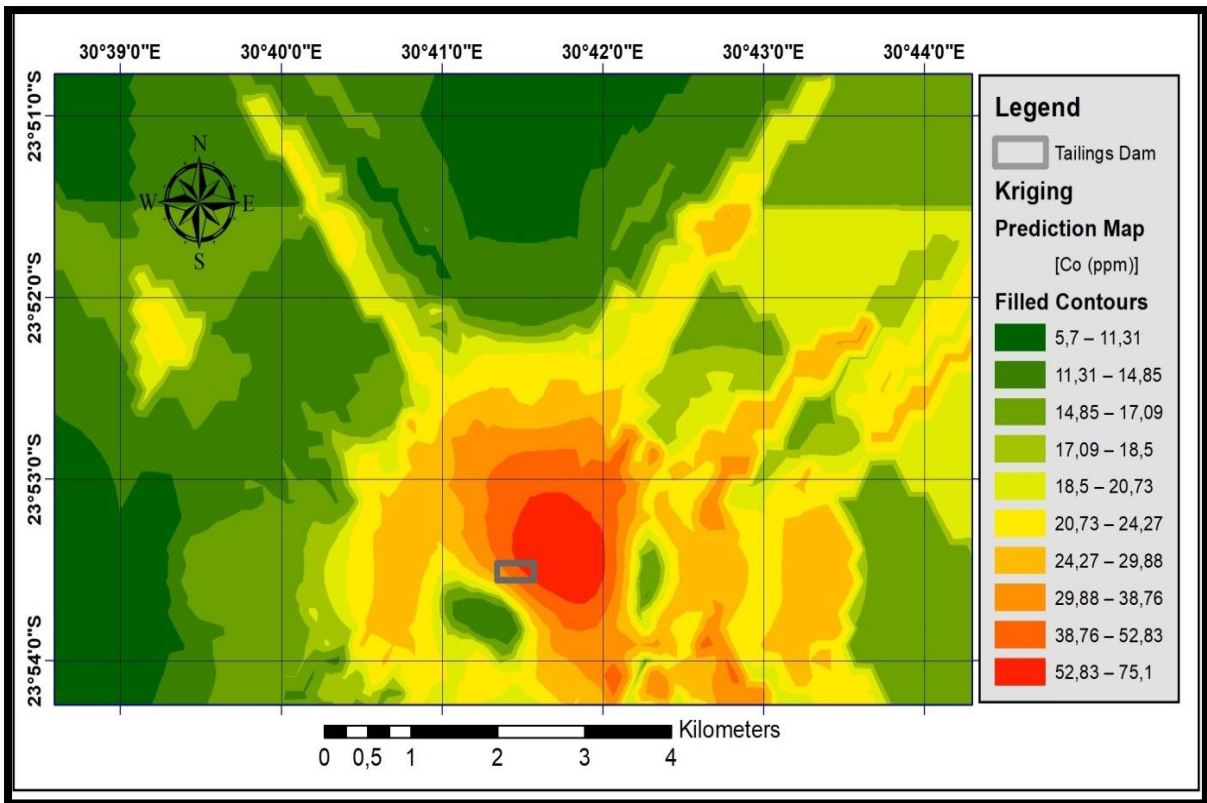 30°39'0"E 30°40'0"E 30°41'0"E 30°42'0"E 30°43'0"E 30°44'0"E
23°51'0"S
23°52'0"S
23°53'0"S
23°54'0"S
N
W E
S
Legend
Tailings Dam
Kriging
Prediction Map
[Co (ppm)]
Filled Contours
5,7 – 11,31
11,31 – 14,85
14,85 – 17,09
17,09 – 18,5
18,5 – 20,73
20,73 – 24,27
24,27 – 29,88
29,88 – 38,76
38,76 – 52,83
52,83 – 75,1
Kilometers
0 0,5 1 2 3 4